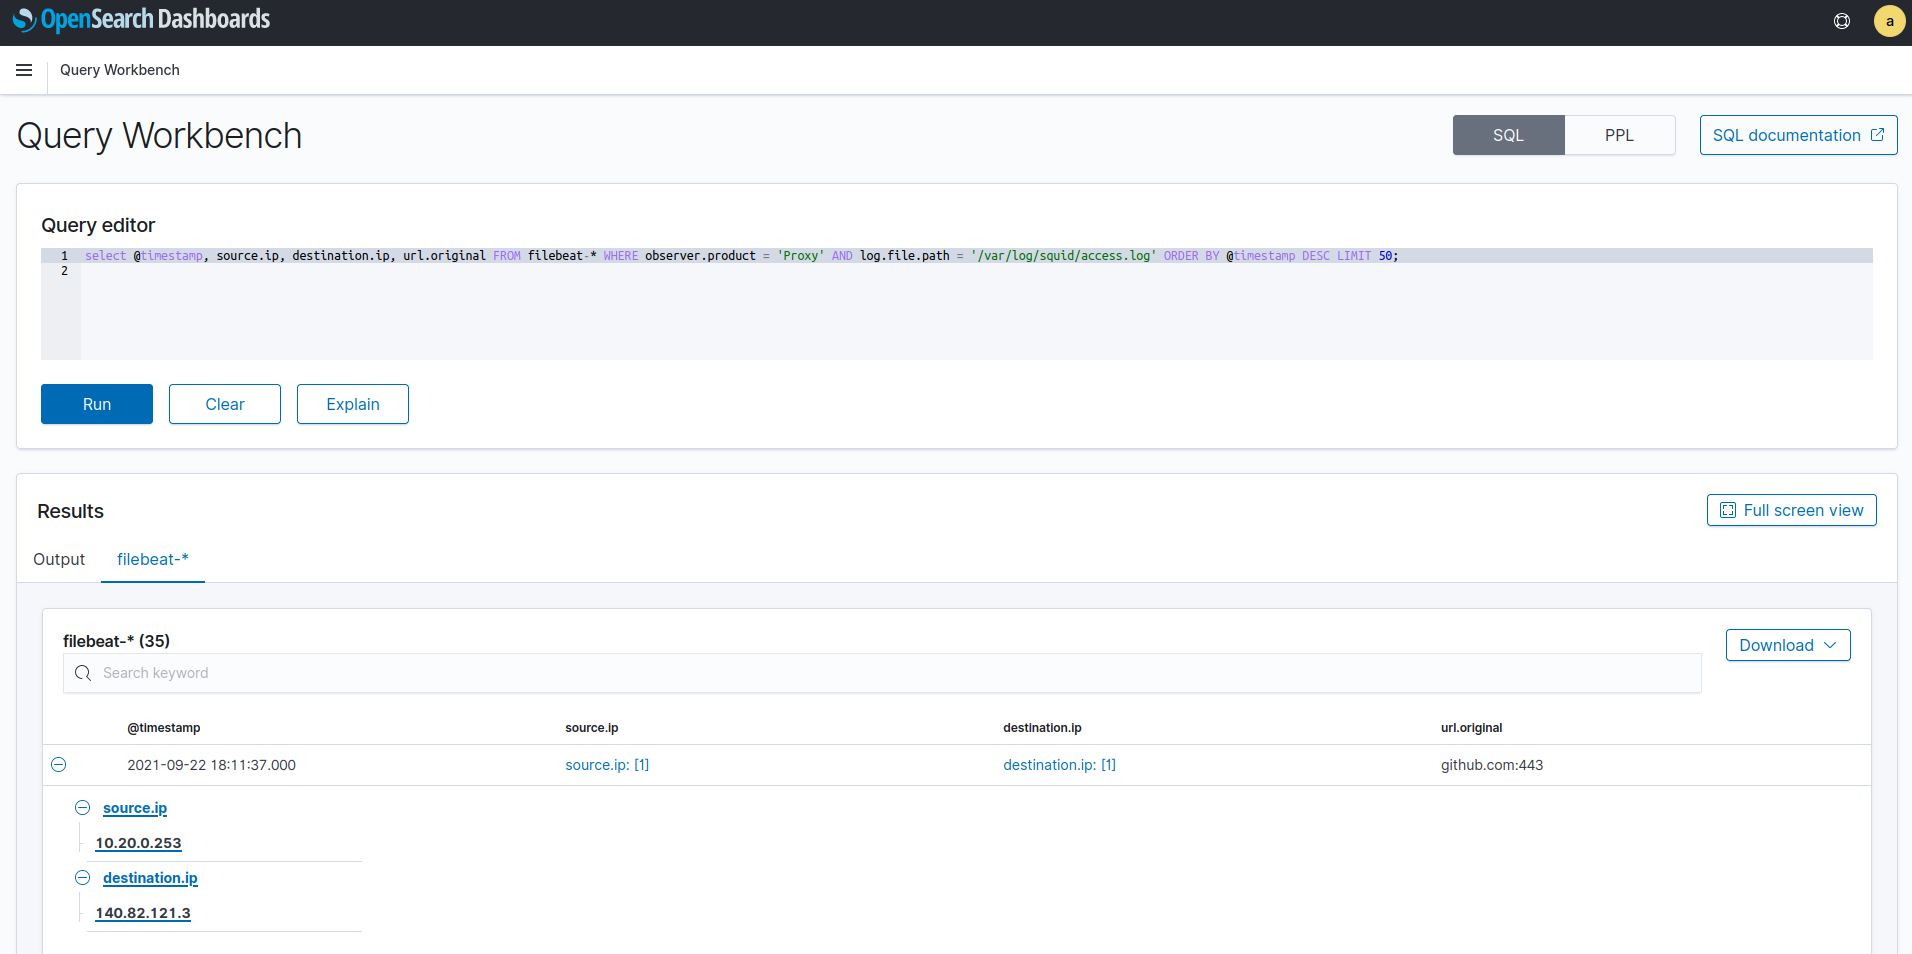 OpenSearch Dashboards
a
Query Workbench
Query Workbench
SQL
PPL
SQL documentation
Query editor
1 select @timestamp, source.ip, destination.ip, url.original FROM filebeat-* WHERE observer.product = 'Proxy' AND log.file.path = '/var/log/squid/access.log' ORDER BY @timestamp DESC LIMIT 50;
2
Run
Clear
Explain
Results
Full screen view
Output
filebeat-*
filebeat-* (35)
Download
Search keyword
@timestamp source.ip destination.ip url.original
2021-09-22 18:11:37.000 source.ip: [1] destination.ip: [1] github.com:443
source.ip
10.20.0.253
destination.ip
140.82.121.3